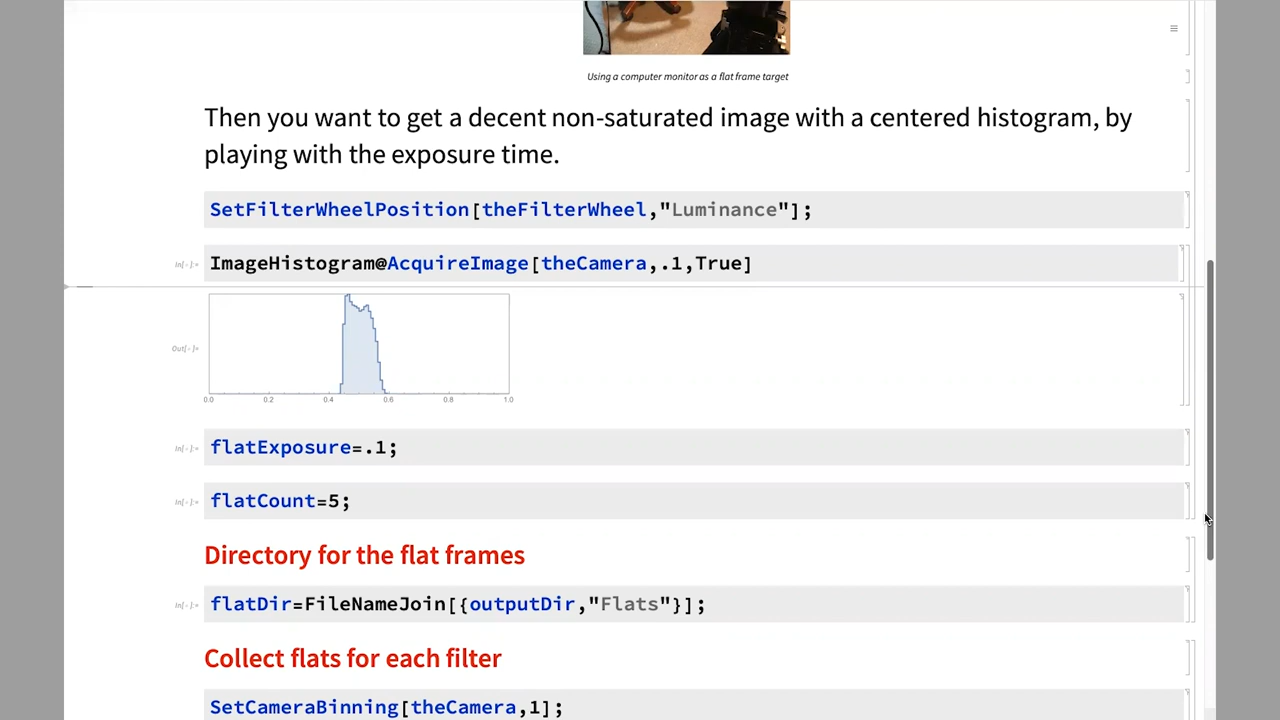 Using a computer monitor as a flat frame target
Then you want to get a decent non-saturated image with a centered histogram, by
playing with the exposure time.
SetFilterWheelPosition[theFilterWheel,"Luminance"];
In[◦]:= ImageHistogram@AcquireImage[theCamera,.1,True]
Out[◦]=
0.0 0.2 0.4 0.6 0.8 1.0
In[◦]:= flatExposure=.1;
In[◦]:= flatCount=5;
Directory for the flat frames
In[◦]:= flatDir=FileNameJoin[{outputDir,"Flats"}];
Collect flats for each filter
SetCameraBinning[theCamera,1];